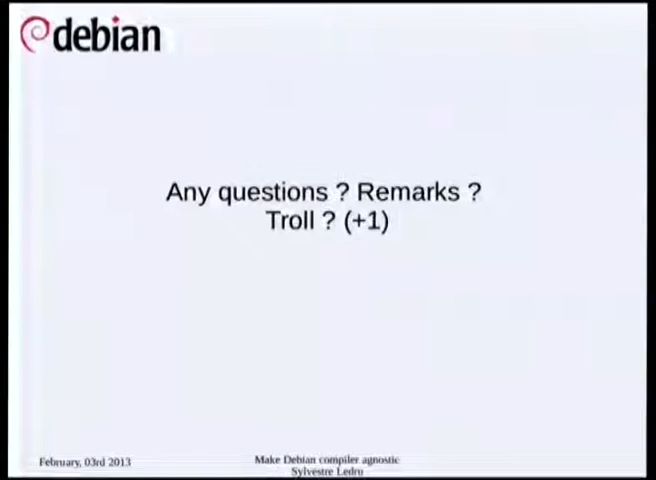 debian
Any questions ? Remarks ?
Troll ? (+1)
February, 03rd 2013
Make Debian compiler agnostic
Sylvestre Ledru